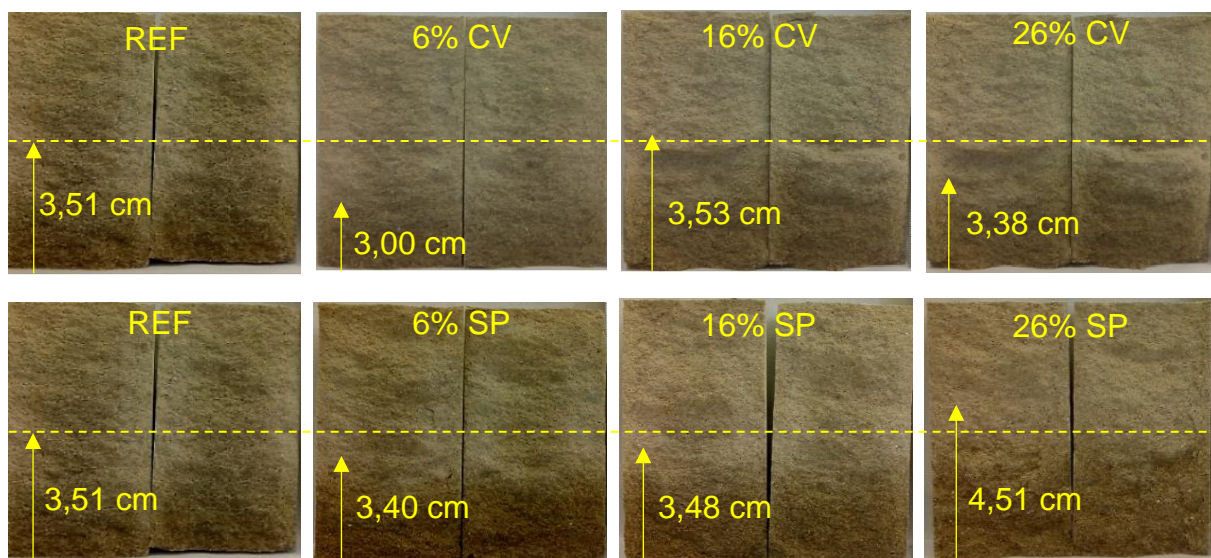 REF
6% CV
16% CV
26% CV
3,51 cm
3,00 cm
3,53 cm
3,38 cm
REF
6% SP
16% SP
26% SP
3,51 cm
3,40 cm
3,48 cm
4,51 cm